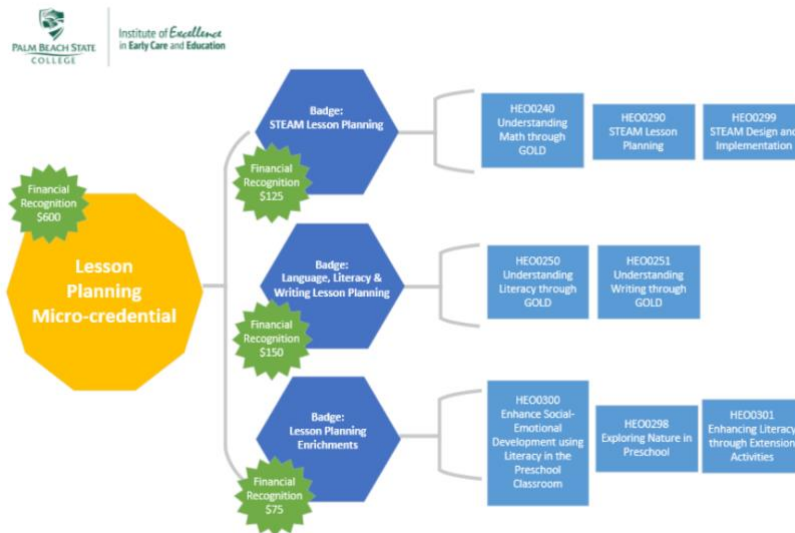 PALM BEACH STATE
COLLEGE
Institute of Excellence
in Early Care and Education
Financial
Recognition
$600
Lesson
Planning
Micro-credential
Badge:
STEAM Lesson Planning
Financial
Recognition
$125
HEO0240
Understanding
Math through
GOLD
HEO0290
STEAM Lesson
Planning
HEO0299
STEAM Design and
Implementation
Badge:
Language, Literacy &
Writing Lesson Planning
Financial
Recognition
$150
HEO0250
Understanding
Literacy through
GOLD
HEO0251
Understanding
Writing through
GOLD
Badge:
Lesson Planning
Enrichments
Financial
Recognition
$75
HEO0300
Enhance Social-
Emotional
Development using
Literacy in the
Preschool
Classroom
HEO0298
Exploring Nature in
Preschool
HEO0301
Enhancing Literacy
through Extension
Activities